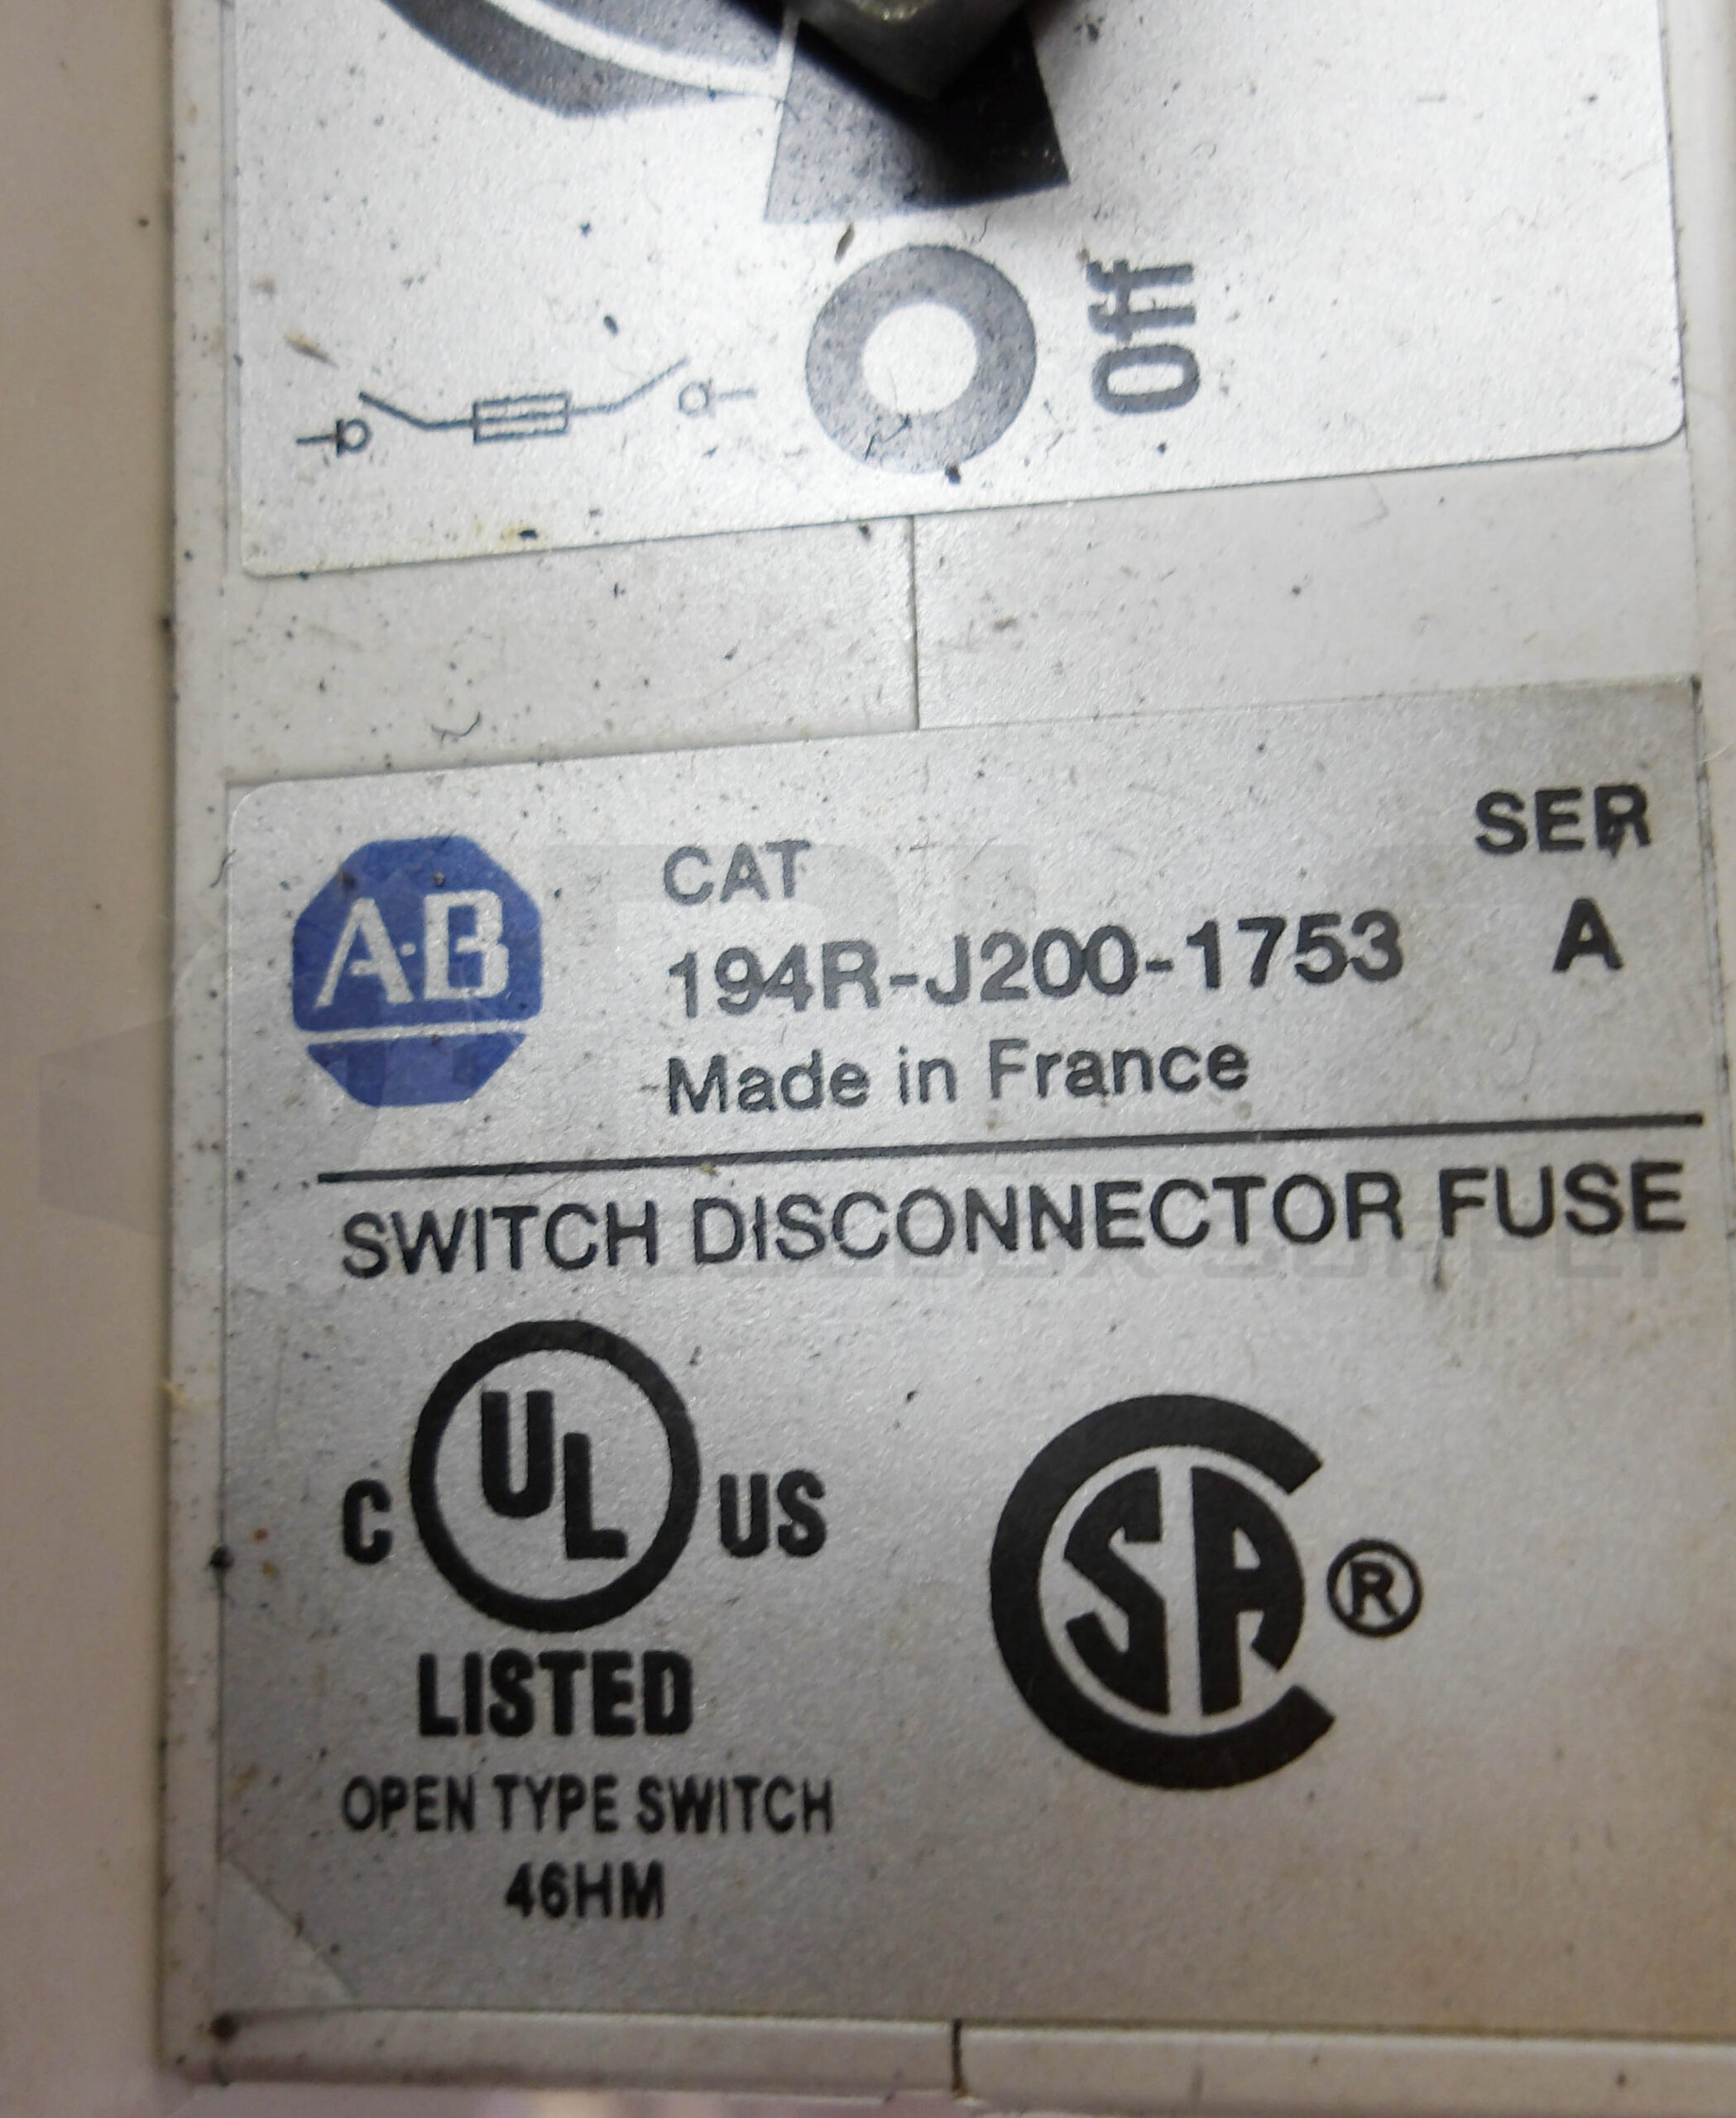 Off
A-B
CAT
SER
194R-J200-1753
A
Made in France
SWITCH DISCONNECTOR FUSE
C UL US
LISTED
OPEN TYPE SWITCH
46HM
CSA ®